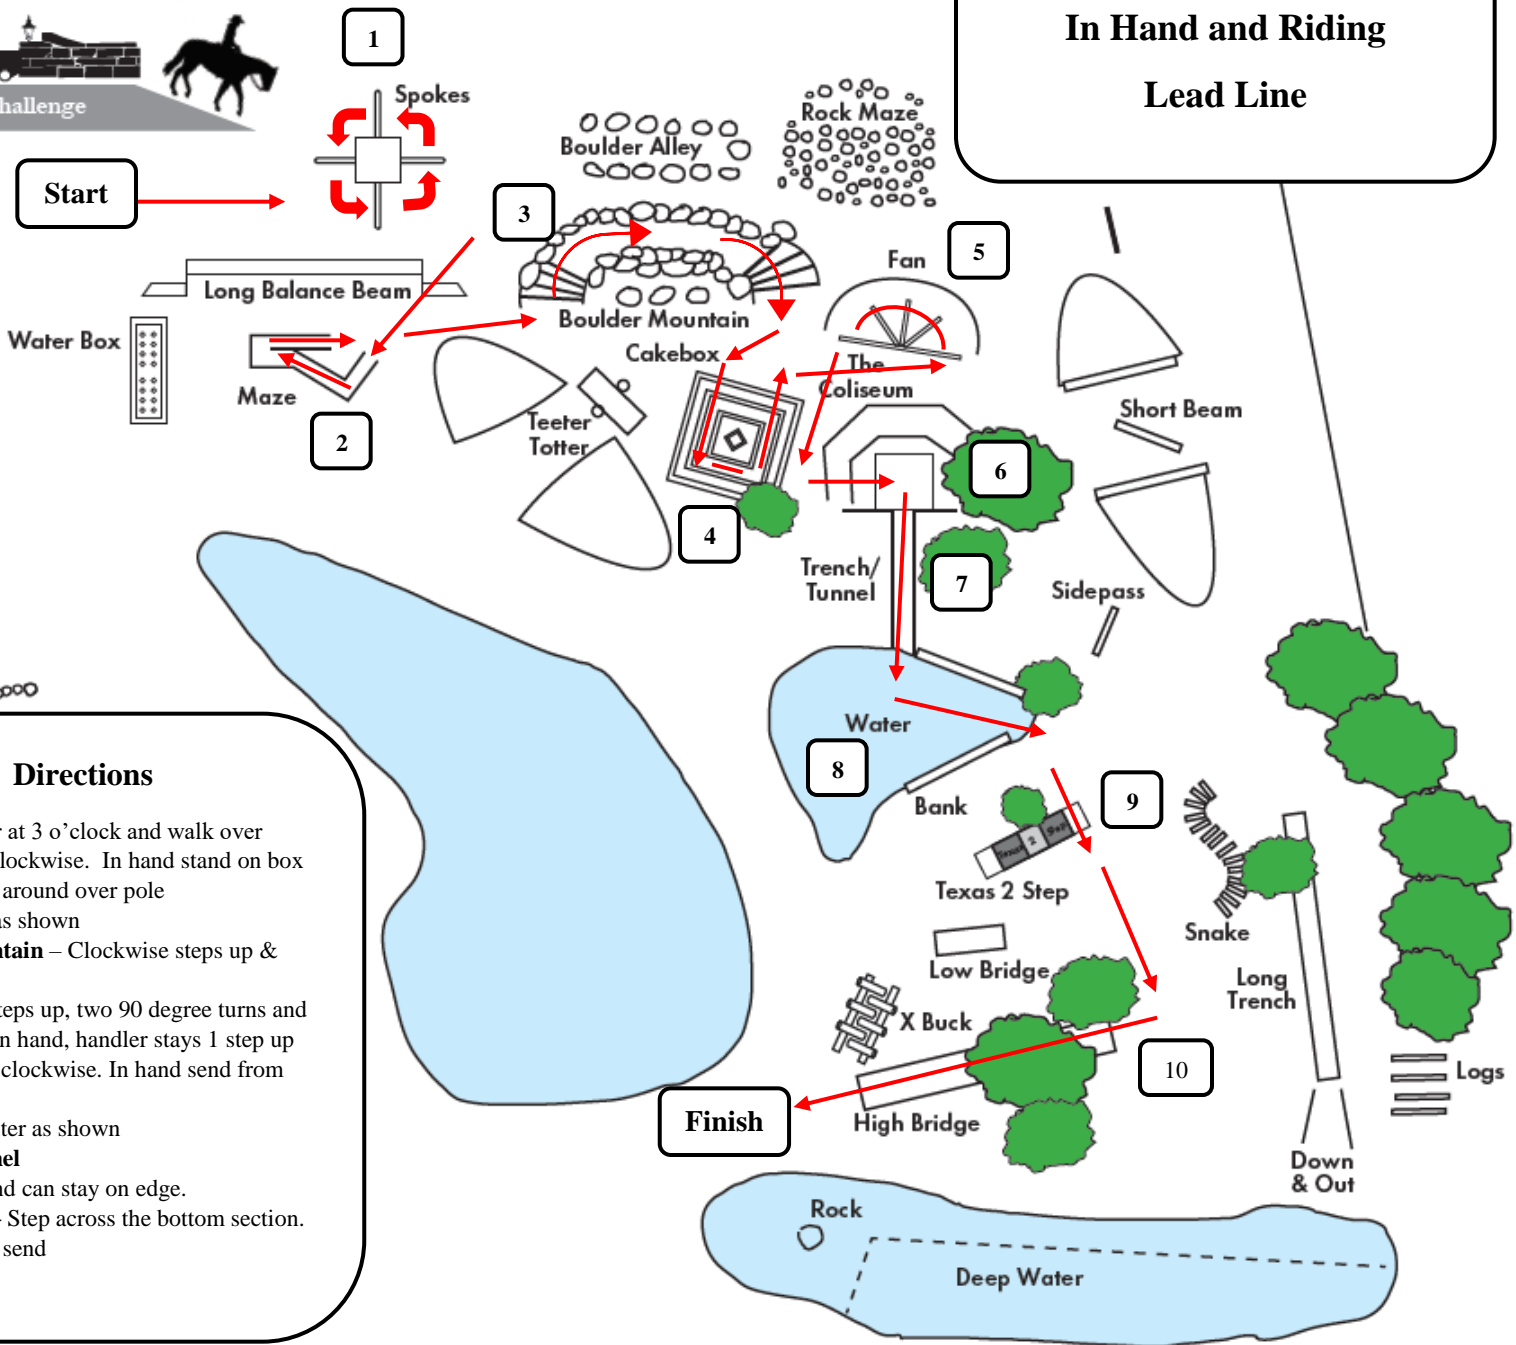 In Hand and Riding
Lead Line
hallenge
1
Spokes
Start
Boulder Alley
Rock Maze
3
5
Fan
Long Balance Beam
Boulder Mountain
Water Box
Cakebox
The
Coliseum
Maze
2
Teeter
Totter
Short Beam
6
4
Trench/
Tunnel
7
Sidepass
Water
8
Bank
9
Texas 2 Step
Texas 2 Step
Snake
Low Bridge
Long
Trench
X Buck
10
Logs
High Bridge
Finish
Down
& Out
Rock
Deep Water
Directions
r at 3 o’clock and walk over
lockwise. In hand stand on box
around over pole
as shown
ntain – Clockwise steps up &
teps up, two 90 degree turns and
n hand, handler stays 1 step up
clockwise. In hand send from
ter as shown
nel
nd can stay on edge.
- Step across the bottom section.
send